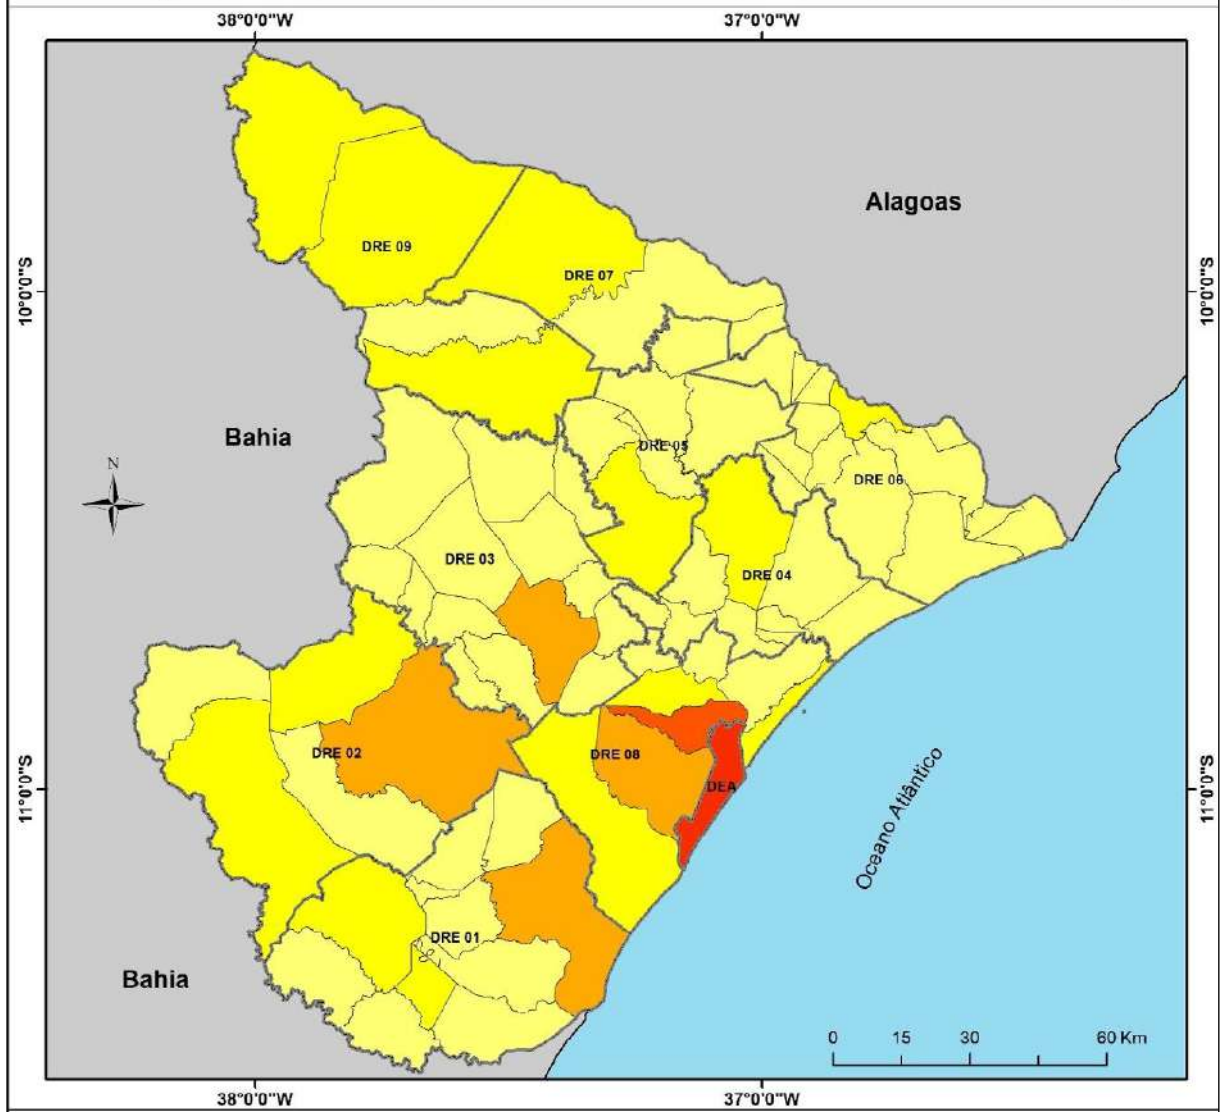 38°0'0"W 37°0'0"W
Alagoas
DRE 09
DRE 07
10°0'0"S 10°0'0"S
Bahia
DRE 05
N
DRE 06
DRE 03
DRE 04
DRE 02
DRE 08
DEA
11°0'0"S 11°0'0"S
Oceano Atlântico
DRE 01
Bahia
0 15 30 60 Km
38°0'0"W 37°0'0"W